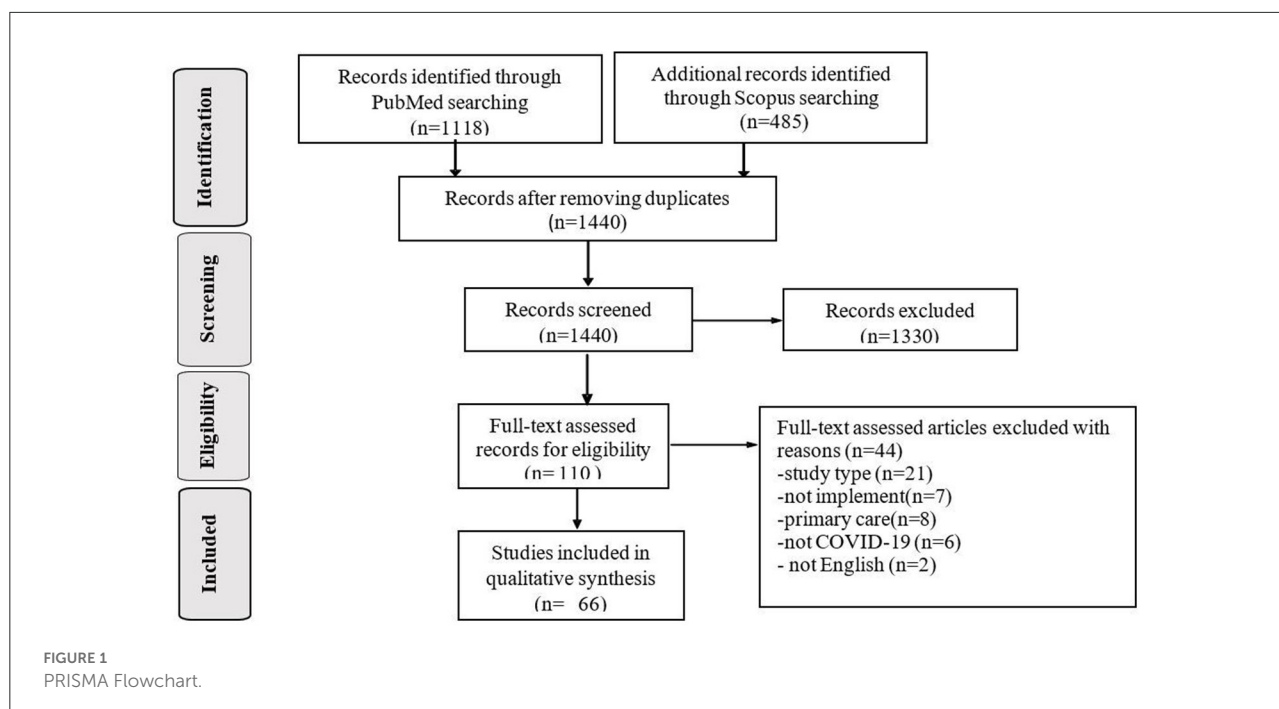 Identification
Records identified through
PubMed searching
(n=1118)
Additional records identified
through Scopus searching
(n=485)
Records after removing duplicates
(n=1440)
Screening
Records screened
(n=1440)
Records excluded
(n=1330)
Eligibility
Full-text assessed
records for eligibility
(n=110)
Full-text assessed articles excluded with
reasons (n=44)
-study type (n=21)
-not implement(n=7)
-primary care(n=8)
-not COVID-19 (n=6)
- not English (n=2)
Included
Studies included in
qualitative synthesis
(n= 66)
FIGURE 1
PRISMA Flowchart.